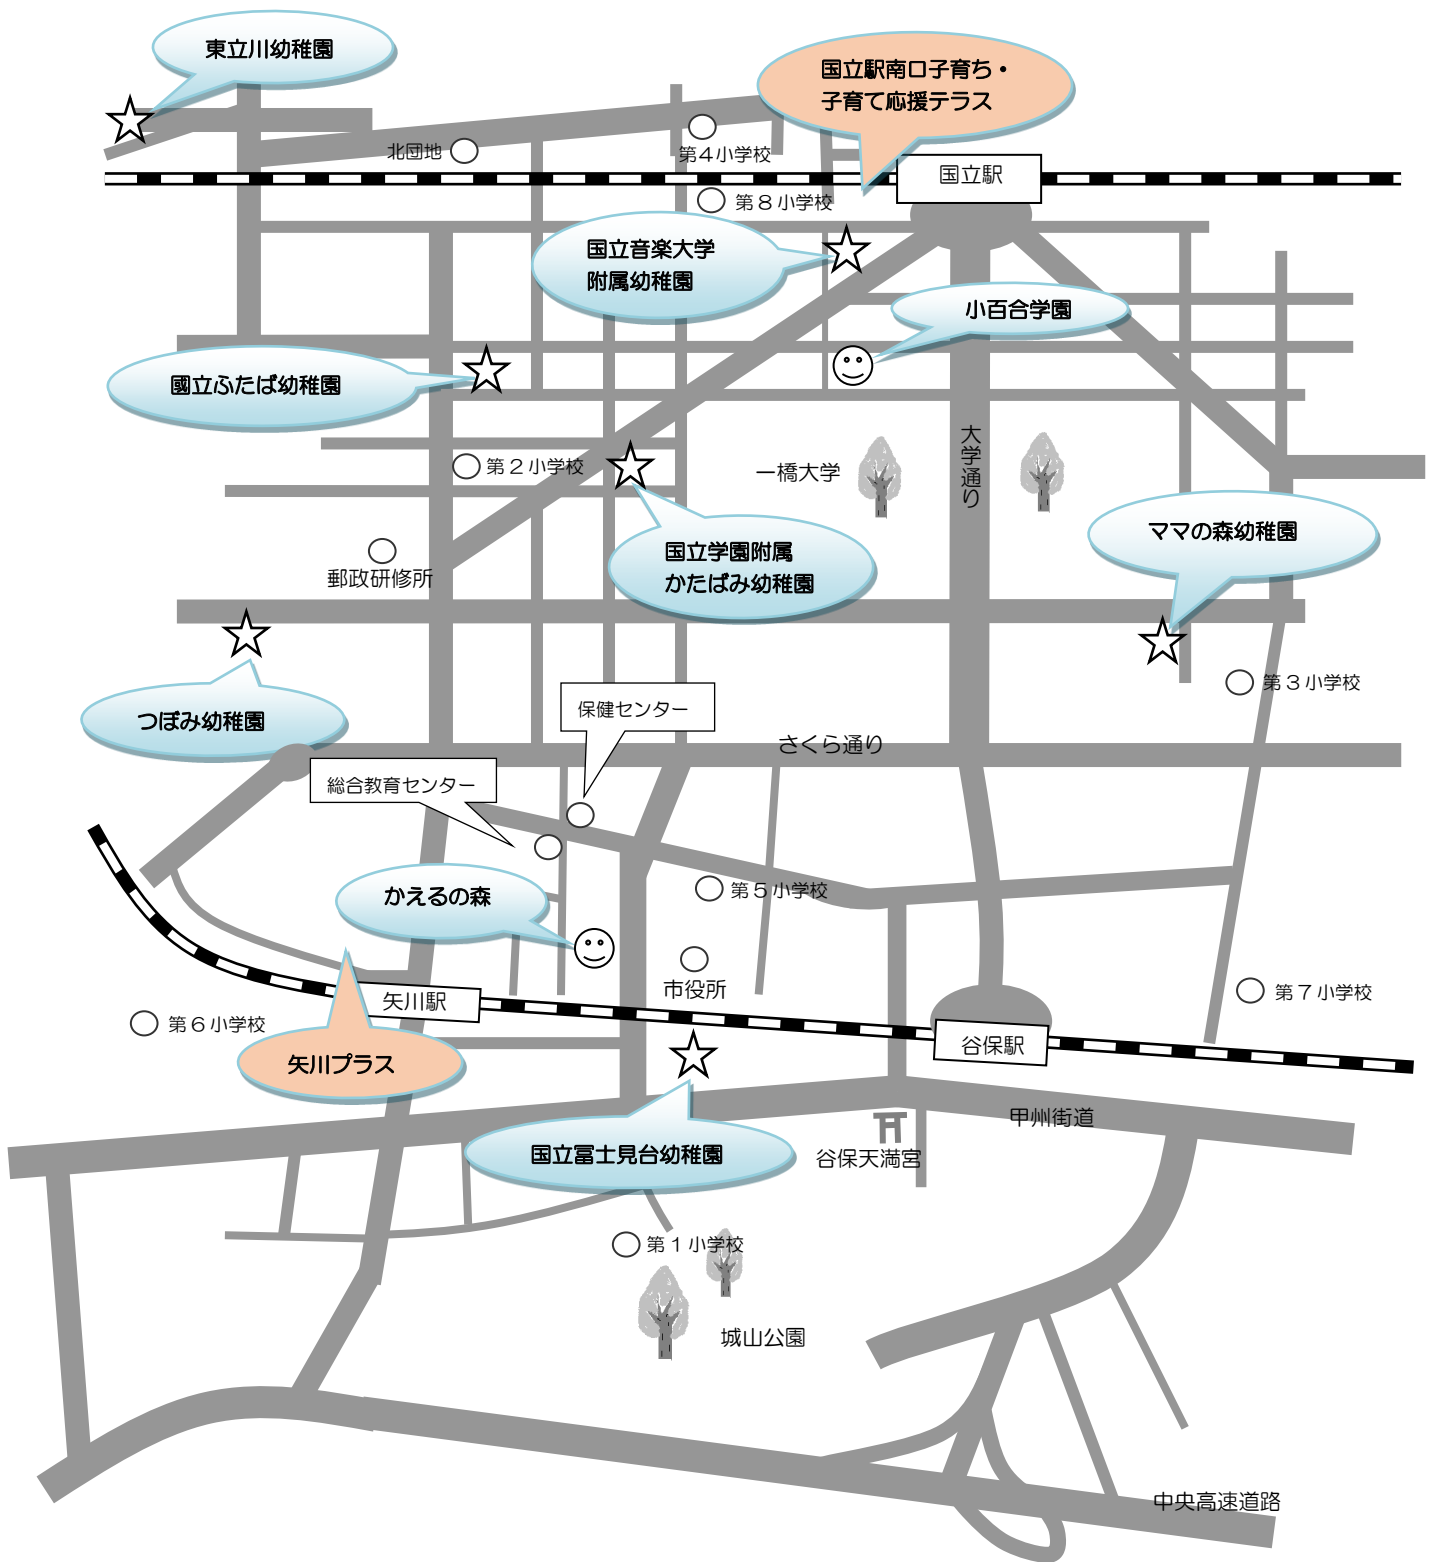 東立川幼稚園
国立駅南口子育ち・
子育て応援テラス
北団地
第４小学校
国立駅
第８小学校
国立音楽大学
附属幼稚園
小百合学園
國立ふたば幼稚園
第２小学校
一橋大学
大学通り
郵政研修所
国立学園附属
かたばみ幼稚園
ママの森幼稚園
つぼみ幼稚園
第３小学校
保健センター
さくら通り
総合教育センター
かえるの森
第５小学校
市役所
矢川駅
第６小学校
第７小学校
谷保駅
矢川プラス
国立冨士見台幼稚園
甲州街道
谷保天満宮
第１小学校
城山公園
中央高速道路